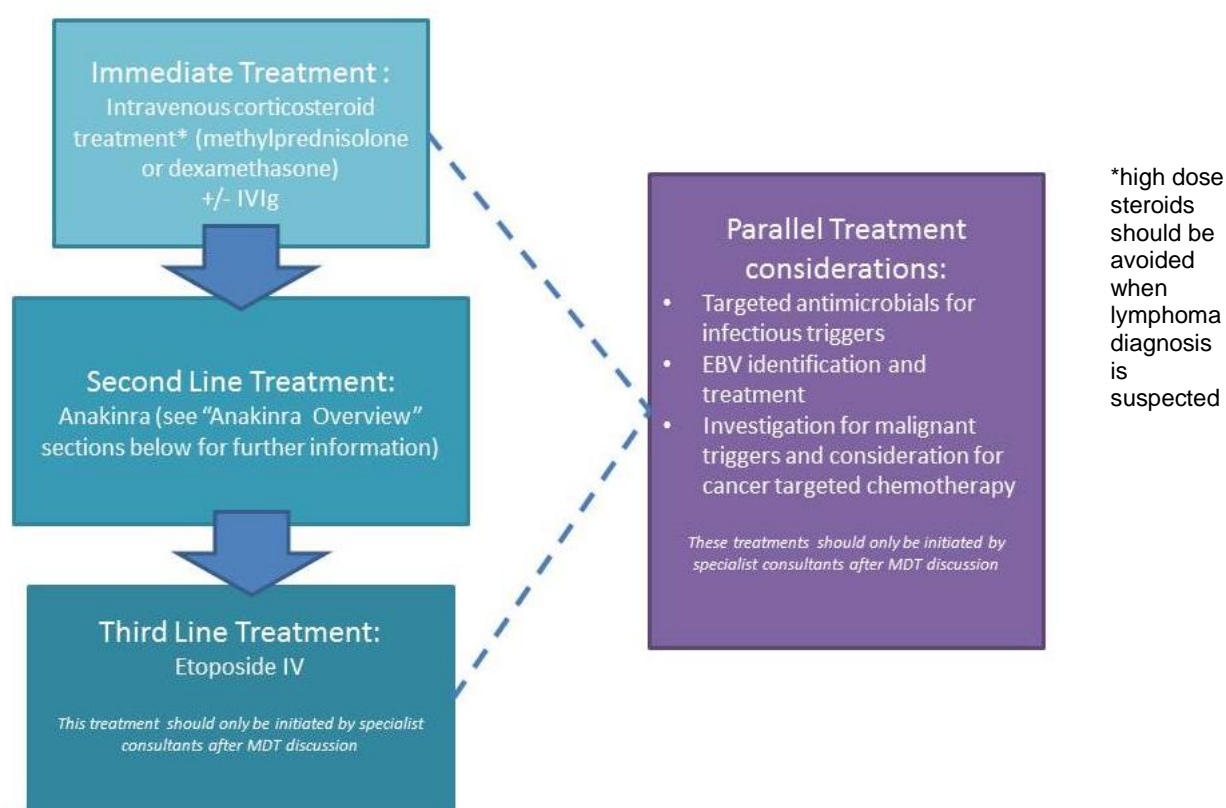 Immediate Treatment :
Intravenous corticosteroid
treatment* (methylprednisolone
or dexamethasone)
+/- IVIg
Second Line Treatment:
Anakinra (see “Anakinra Overview”
sections below for further information)
Third Line Treatment:
Etoposide IV
This treatment should only be initiated by specialist
consultants after MDT discussion
Parallel Treatment
considerations:
• Targeted antimicrobials for
infectious triggers
• EBV identification and
treatment
• Investigation for malignant
triggers and consideration for
cancer targeted chemotherapy
These treatments should only be initiated by
specialist consultants after MDT discussion
*high dose
steroids
should be
avoided
when
lymphoma
diagnosis
is
suspected